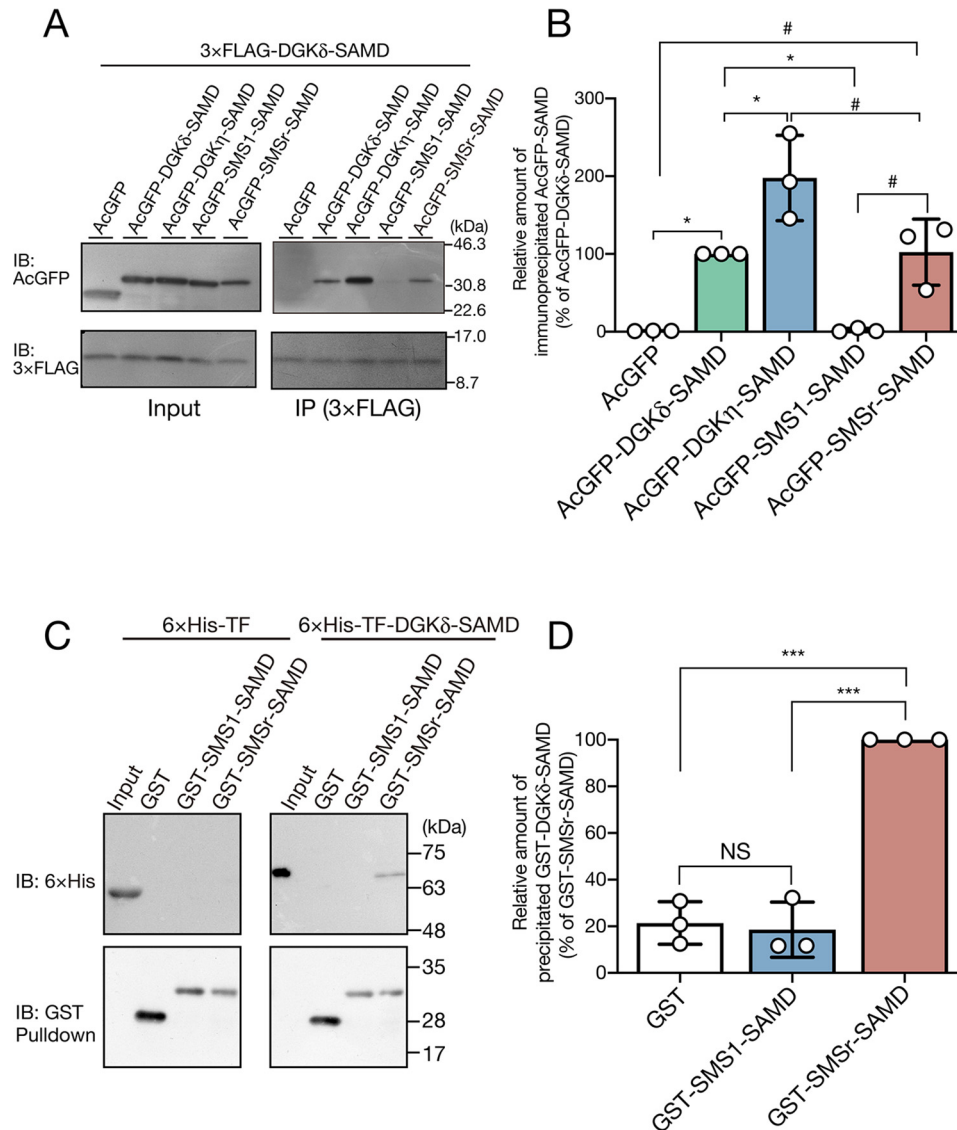 A
3×FLAG-DGKδ-SAMD
AcGFP
AcGFP-DGKδ-SAMD
AcGFP-DGKη-SAMD
AcGFP-SMS1-SAMD
AcGFP-SMSr-SAMD
AcGFP
AcGFP-DGKδ-SAMD
AcGFP-DGKη-SAMD
AcGFP-SMS1-SAMD
AcGFP-SMSr-SAMD
(kDa)
IB:
AcGFP
46.3
30.8
22.6
IB:
3×FLAG
17.0
8.7
Input
IP (3×FLAG)
B
Relative amount of
immunoprecipitated AcGFP-SAMD
(% of AcGFP-DGKδ-SAMD)
300
200
100
0
#
*
*
#
*
#
AcGFP
AcGFP-DGKδ-SAMD
AcGFP-DGKη-SAMD
AcGFP-SMS1-SAMD
AcGFP-SMSr-SAMD
C
6×His-TF
6×His-TF-DGKδ-SAMD
Input
GST
GST-SMS1-SAMD
GST-SMSr-SAMD
Input
GST
GST-SMS1-SAMD
GST-SMSr-SAMD
(kDa)
IB: 6×His
75
63
48
IB: GST
Pulldown
35
28
17
D
Relative amount of
precipitated GST-DGKδ-SAMD
(% of GST-SMSr-SAMD)
100
80
60
40
20
0
***
***
NS
GST
GST-SMS1-SAMD
GST-SMSr-SAMD